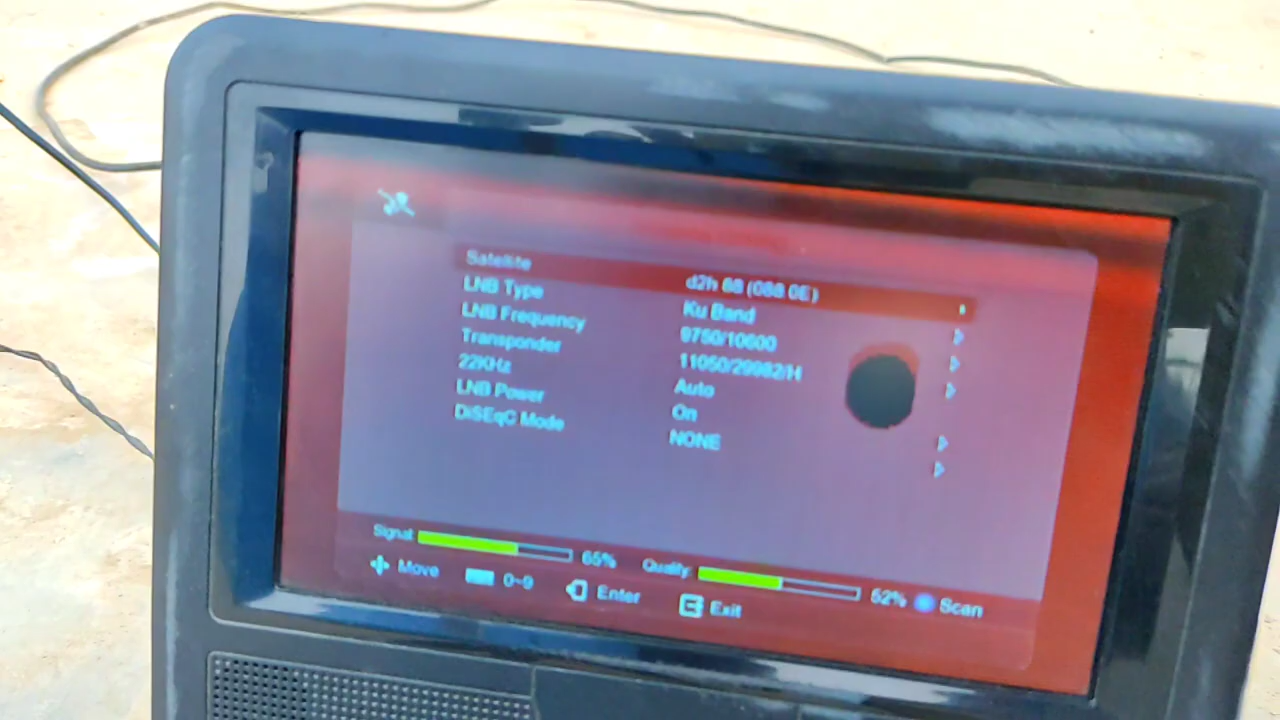 Satellite d2h 88 (088.0E)
LNB Type Ku Band
LNB Frequency 9750/10600
Transponder 11050/29982/H
22KHz Auto
LNB Power On
DiSEqC Mode NONE
Signal: 65% Quality: 52%
Move 0~9 Enter Exit Scan